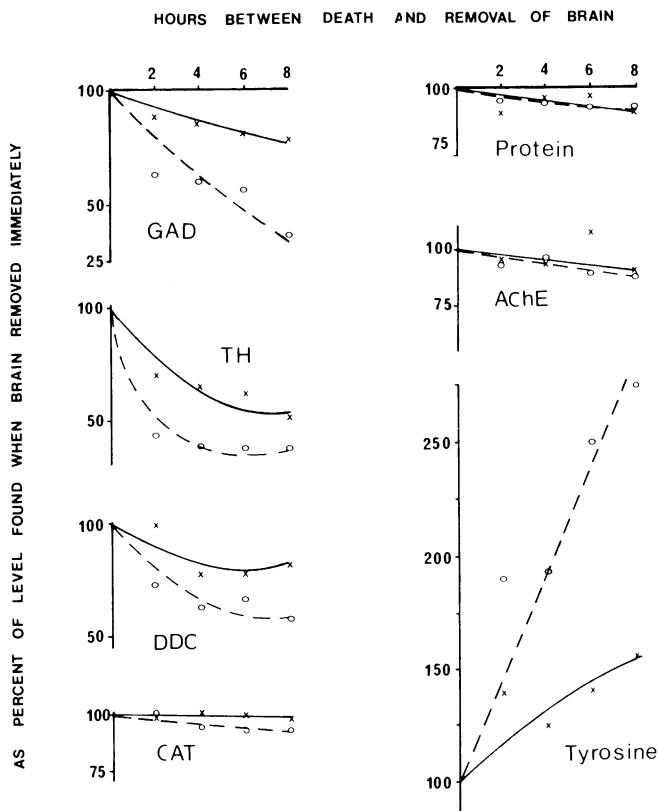 HOURS BETWEEN DEATH AND REMOVAL OF BRAIN
AS PERCENT OF LEVEL FOUND WHEN BRAIN REMOVED IMMEDIATELY
2 4 6 8
100
50
25
GAD
100
50
TH
100
50
DDC
100
75
CAT
2 4 6 8
100
75
Protein
100
75
AChE
250
200
150
100
Tyrosine